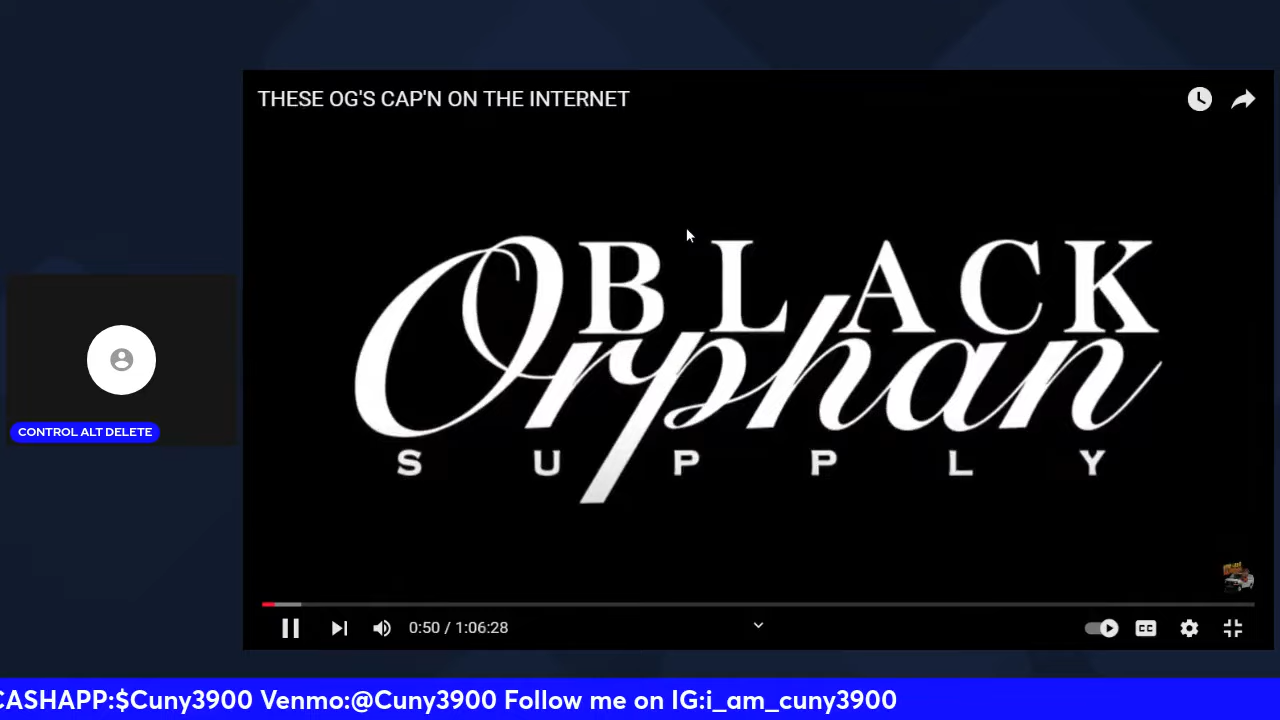 THESE OG'S CAP'N ON THE INTERNET
BLACK
Orphan
SUPPLY
CONTROL ALT DELETE
0:50 / 1:06:28
CC
CASHAPP:$Cuny3900 Venmo:@Cuny3900 Follow me on IG:i_am_cuny3900